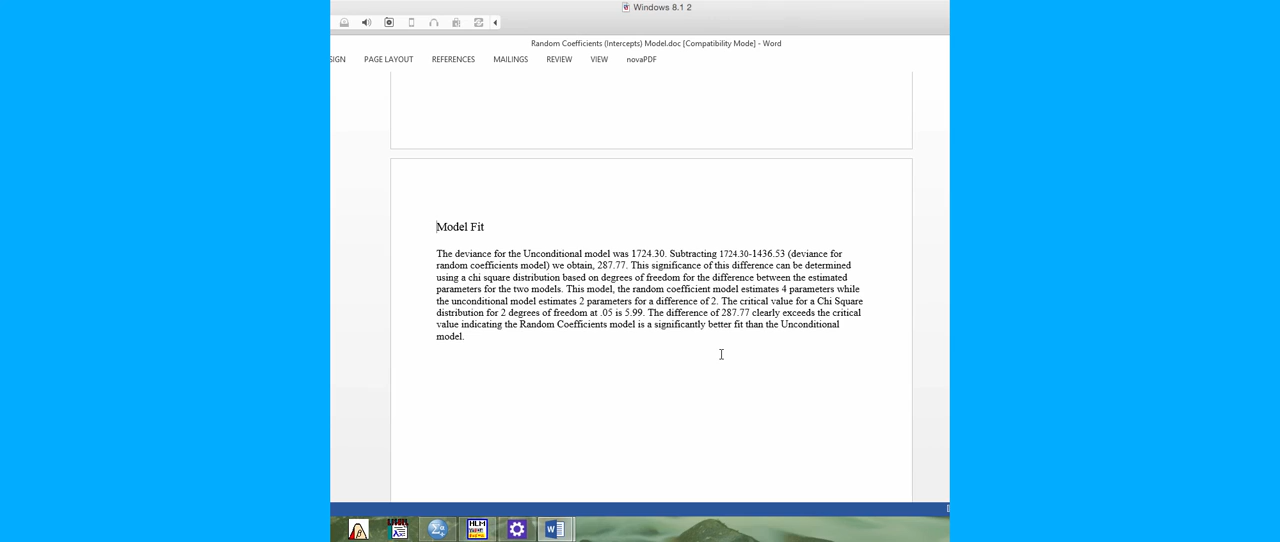 Windows 8.1 2
Random Coefficients (Intercepts) Model.doc [Compatibility Mode] - Word
SIGN PAGE LAYOUT REFERENCES MAILINGS REVIEW VIEW novaPDF
Model Fit
The deviance for the Unconditional model was 1724.30. Subtracting 1724.30-1436.53 (deviance for
random coefficients model) we obtain, 287.77. This significance of this difference can be determined
using a chi square distribution based on degrees of freedom for the difference between the estimated
parameters for the two models. This model, the random coefficient model estimates 4 parameters while
the unconditional model estimates 2 parameters for a difference of 2. The critical value for a Chi Square
distribution for 2 degrees of freedom at .05 is 5.99. The difference of 287.77 clearly exceeds the critical
value indicating the Random Coefficients model is a significantly better fit than the Unconditional
model.
HLM